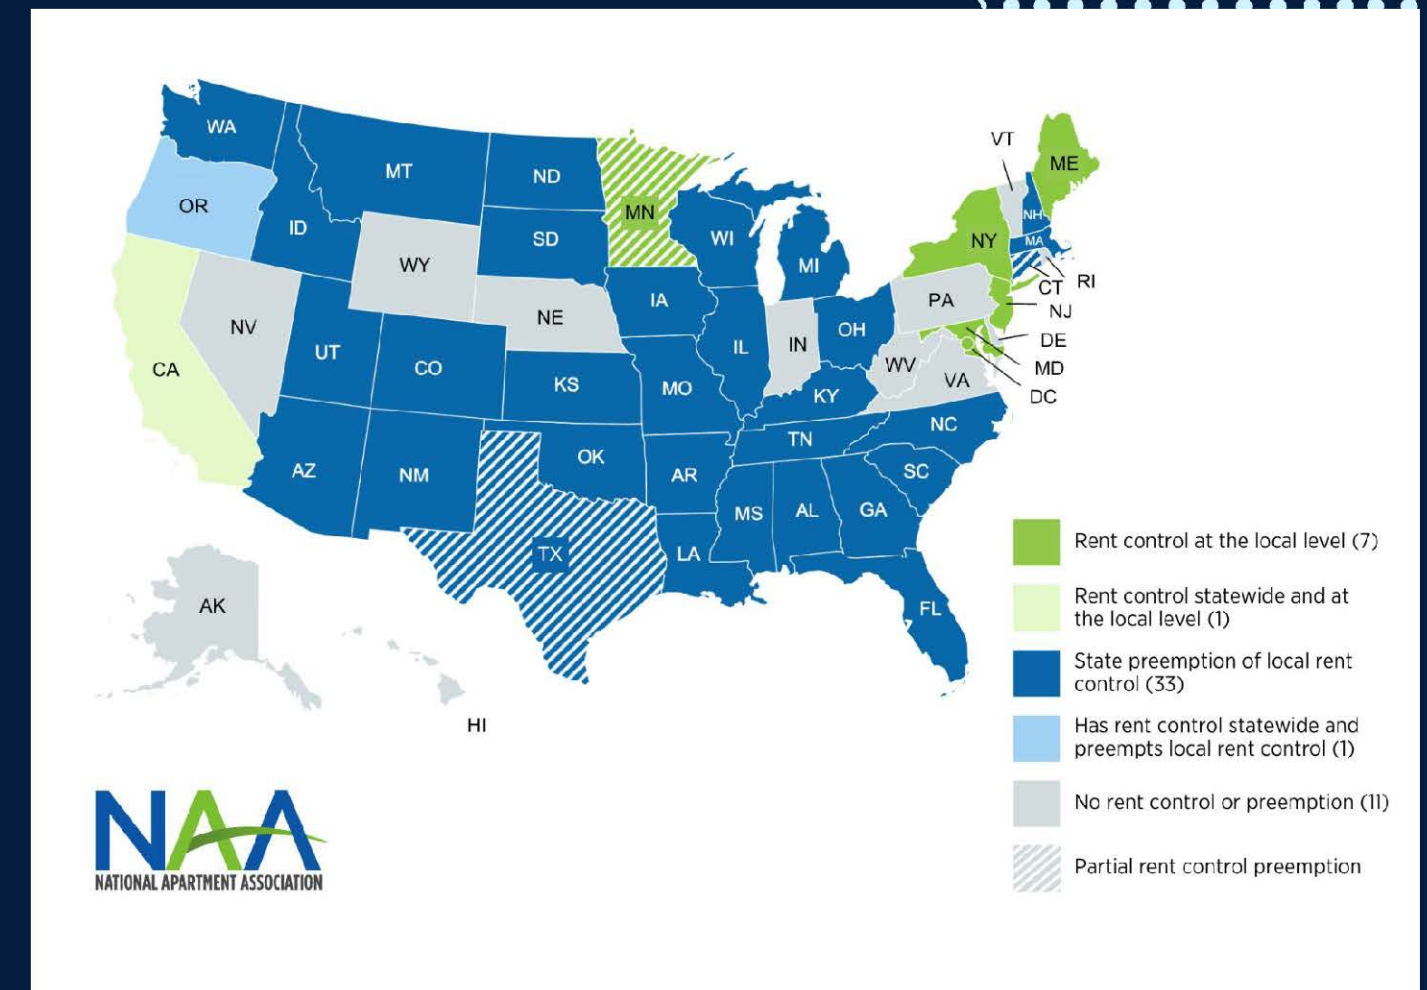 VT
WA
ME
MT
ND
OR
MN
NH
ID
SD
WI
NY
MA
WY
MI
CT
RI
IA
PA
NJ
NE
NV
OH
DE
UT
IL
IN
CO
WV
MD
CA
KS
MO
VA
KY
DC
NC
TN
OK
AZ
NM
AR
SC
MS
AL
GA
TX
LA
Rent control at the local level (7)
AK
FL
Rent control statewide and at
the local level (1)
State preemption of local rent
control (33)
HI
Has rent control statewide and
preempts local rent control (1)
No rent control or preemption (11)
Partial rent control preemption
NAA
NATIONAL APARTMENT ASSOCIATION